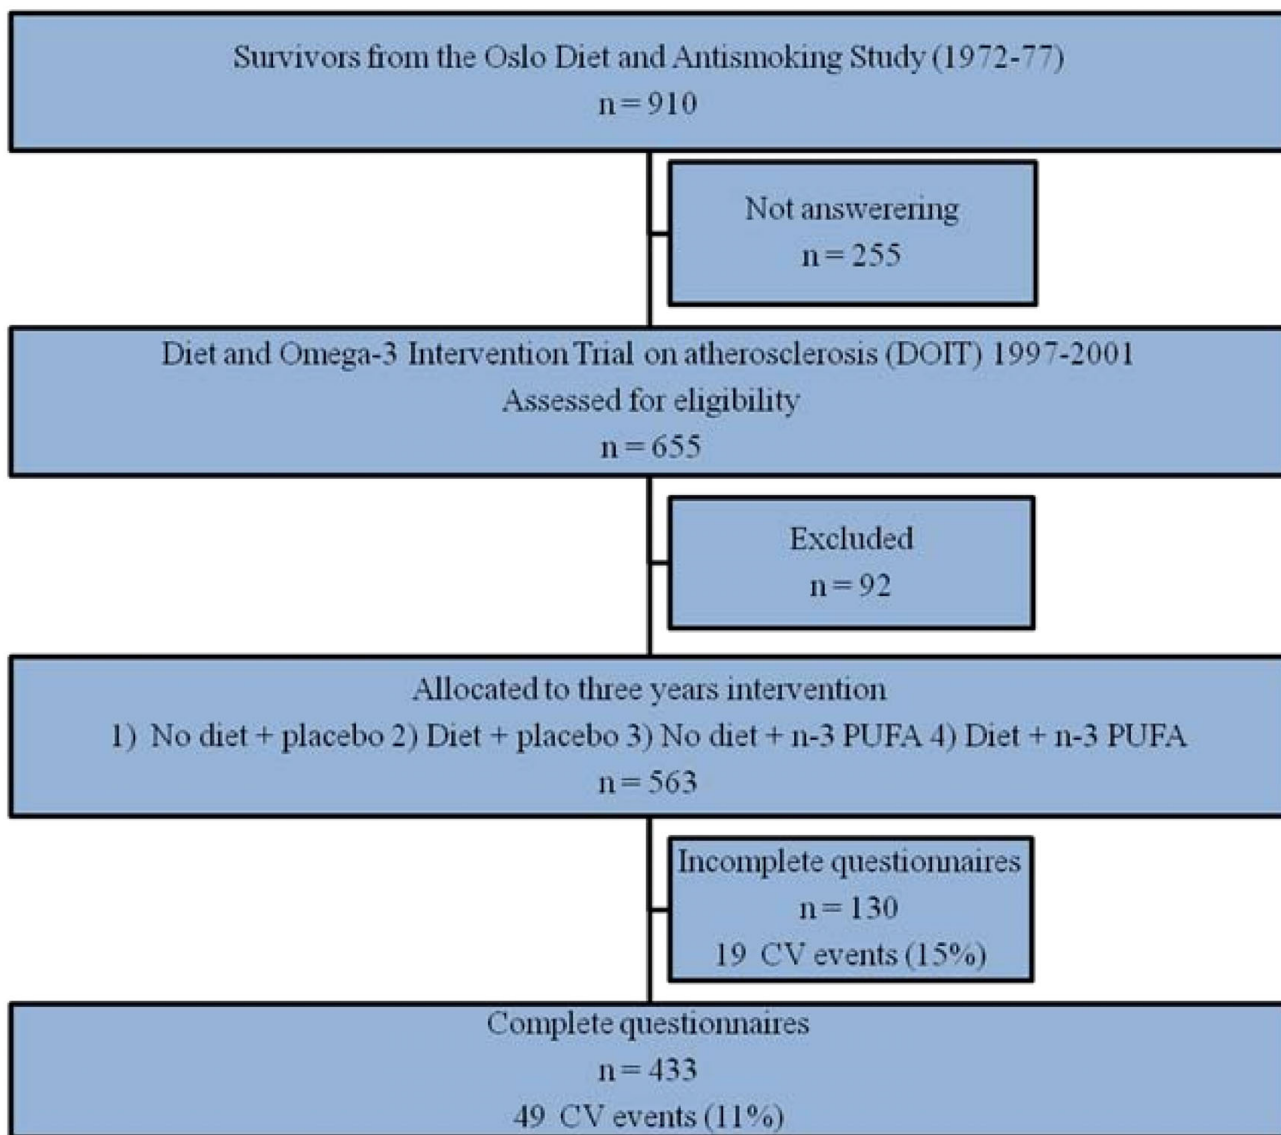 Survivors from the Oslo Diet and Antismoking Study (1972-77)
n = 910
Not answerering
n = 255
Diet and Omega-3 Intervention Trial on atherosclerosis (DOIT) 1997-2001
Assessed for eligibility
n = 655
Excluded
n = 92
Allocated to three years intervention
1) No diet + placebo 2) Diet + placebo 3) No diet + n-3 PUFA 4) Diet + n-3 PUFA
n = 563
Incomplete questionnaires
n = 130
19 CV events (15%)
Complete questionnaires
n = 433
49 CV events (11%)